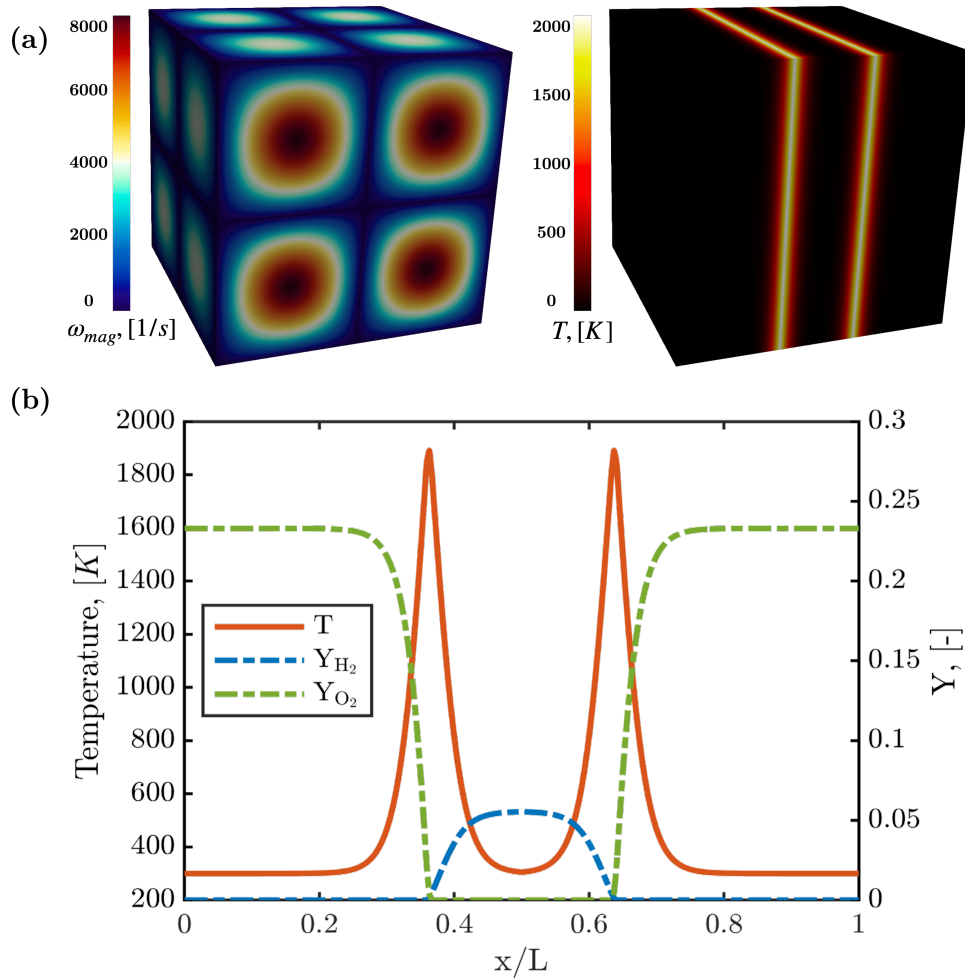 (a)
8000
6000
4000
2000
0
ω_mag, [1/s]
2000
1500
1000
500
0
T, [K]
(b)
2000
1800
1600
1400
1200
1000
800
600
400
200
Temperature, [K]
T
Y_H₂
Y_O₂
0.3
0.25
0.2
0.15
0.1
0.05
0
Y, [-]
0 0.2 0.4 0.6 0.8 1
x/L